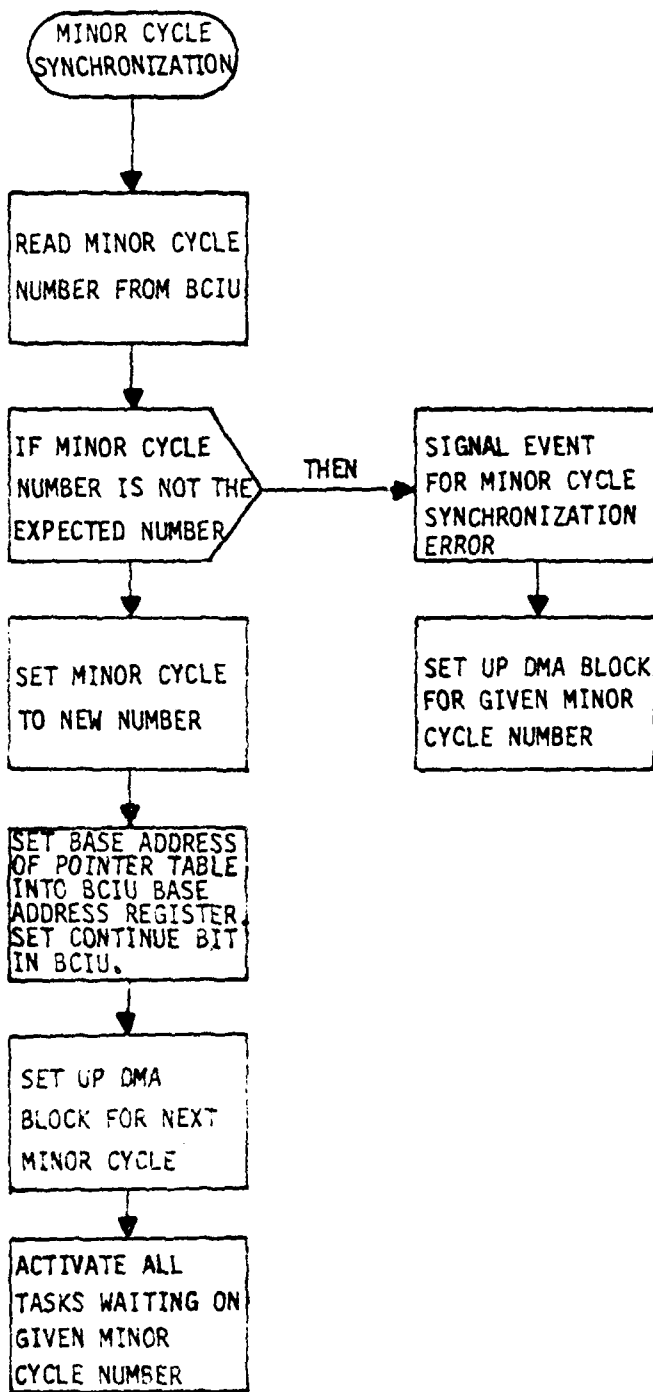 MINOR CYCLE
SYNCHRONIZATION
READ MINOR CYCLE
NUMBER FROM BCIU
IF MINOR CYCLE
NUMBER IS NOT THE
EXPECTED NUMBER
THEN
SIGNAL EVENT
FOR MINOR CYCLE
SYNCHRONIZATION
ERROR
SET UP DMA BLOCK
FOR GIVEN MINOR
CYCLE NUMBER
SET MINOR CYCLE
TO NEW NUMBER
SET BASE ADDRESS
OF POINTER TABLE
INTO BCIU BASE
ADDRESS REGISTER.
SET CONTINUE BIT
IN BCIU.
SET UP DMA
BLOCK FOR NEXT
MINOR CYCLE
ACTIVATE ALL
TASKS WAITING ON
GIVEN MINOR
CYCLE NUMBER